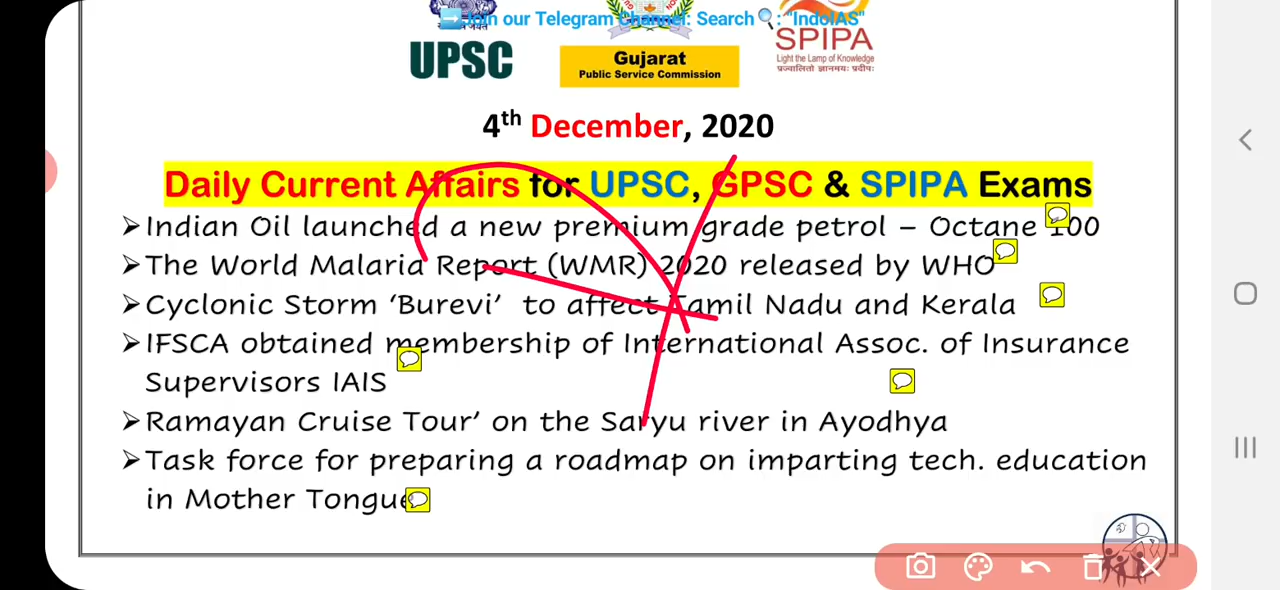 ➡Join our Telegram Channel: Search🔍: "IndoIAS"
UPSC
Gujarat
Public Service Commission
SPIPA
Light the Lamp of Knowledge
प्रज्वालितो ज्ञानमयः प्रदीपः
4th December, 2020
Daily Current Affairs for UPSC, GPSC & SPIPA Exams
➢Indian Oil launched a new premium grade petrol – Octane 100
➢The World Malaria Report (WMR) 2020 released by WHO
➢Cyclonic Storm ‘Burevi’ to affect Tamil Nadu and Kerala
➢IFSCA obtained membership of International Assoc. of Insurance
Supervisors IAIS
➢Ramayan Cruise Tour’ on the Saryu river in Ayodhya
➢Task force for preparing a roadmap on imparting tech. education
in Mother Tongue